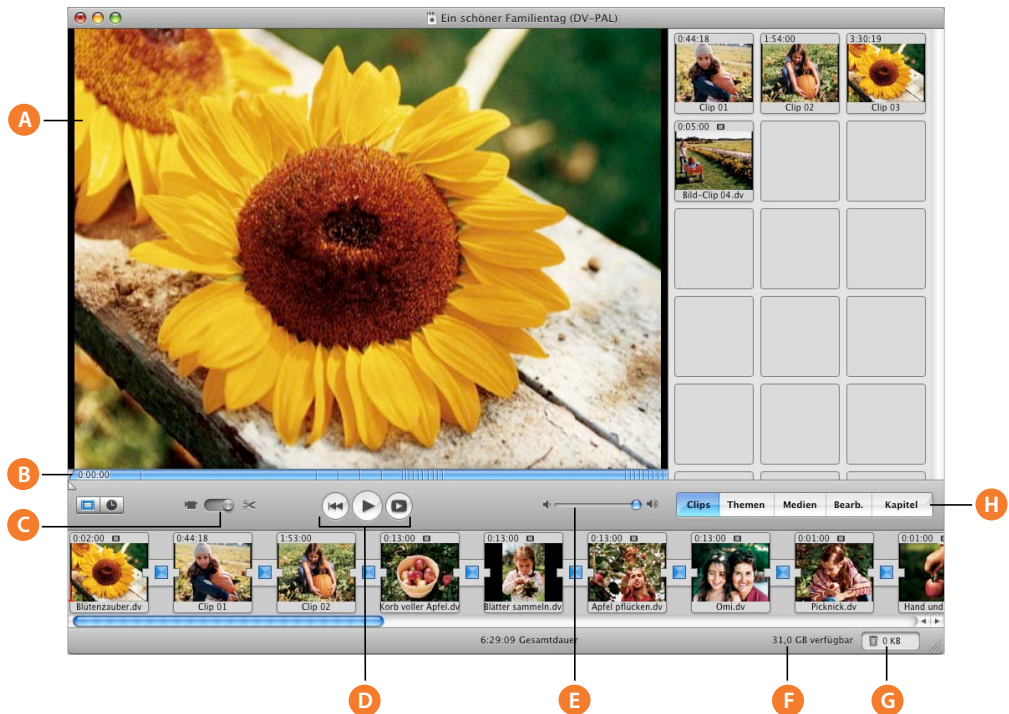 Ein schöner Familientag (DV-PAL)
0:44:18
1:54:00
3:30:19
Clip 01
Clip 02
Clip 03
A
0:05:00
Bild-Clip 04.dv
B
0:00:00
C
Clips
Themen
Medien
Bearb.
Kapitel
H
0:02:00
0:44:18
1:53:00
0:13:00
0:13:00
0:13:00
0:13:00
0:01:00
0:01:00
Blütenzauber.dv
Clip 01
Clip 02
Korb voller Äpfel.dv
Blätter sammeln.dv
Äpfel pflücken.dv
Omi.dv
Picknick.dv
Hand und
6:29:09 Gesamtdauer
31,0 GB verfügbar
0 KB
D
E
F
G